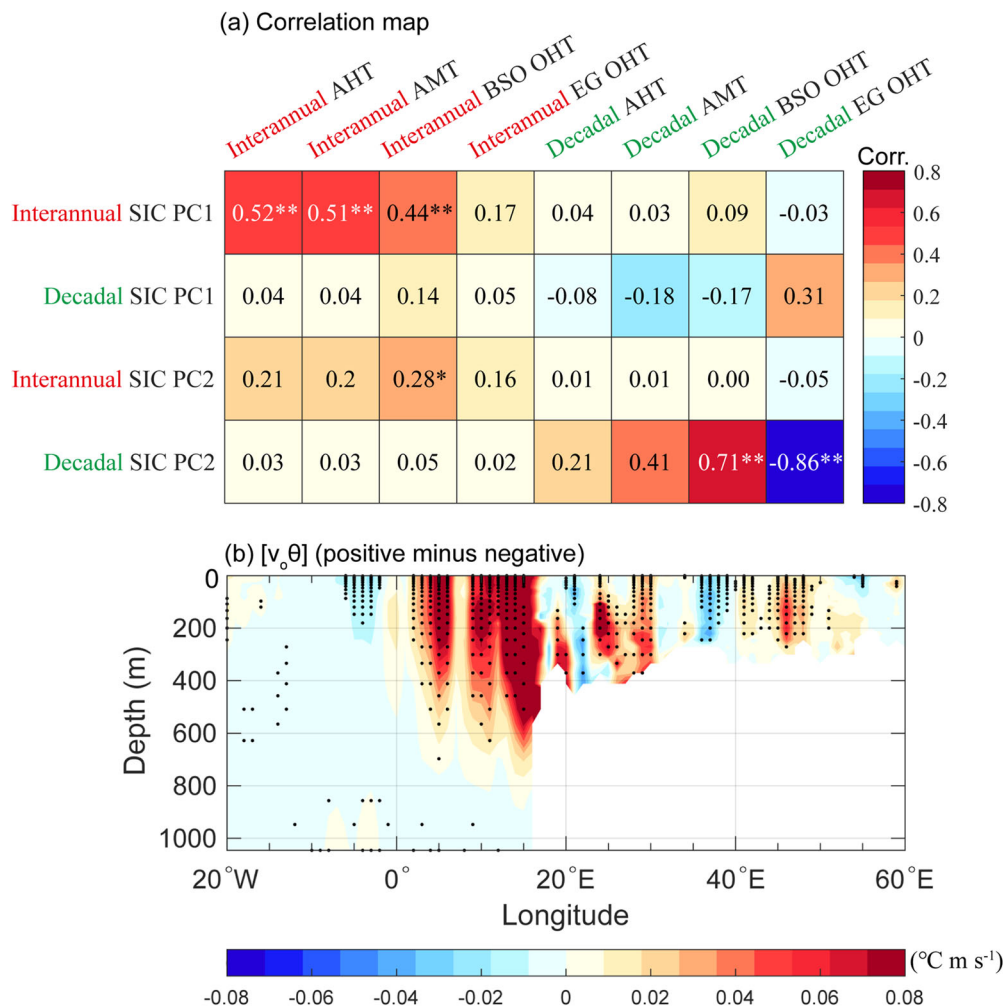 (a) Correlation map
Interannual AHT
Interannual AMT
Interannual BSO OHT
Interannual EG OHT
Decadal AHT
Decadal AMT
Decadal BSO OHT
Decadal EG OHT
Corr.
Interannual SIC PC1 0.52** 0.51** 0.44** 0.17 0.04 0.03 0.09 -0.03
Decadal SIC PC1 0.04 0.04 0.14 0.05 -0.08 -0.18 -0.17 0.31
Interannual SIC PC2 0.21 0.2 0.28* 0.16 0.01 0.01 0.00 -0.05
Decadal SIC PC2 0.03 0.03 0.05 0.02 0.21 0.41 0.71** -0.86**
0.8
0.6
0.4
0.2
0
-0.2
-0.4
-0.6
-0.8
(b) [vₒθ] (positive minus negative)
Depth (m)
0
200
400
600
800
1000
20°W 0° 20°E 40°E 60°E
Longitude
(°C m s⁻¹)
-0.08 -0.06 -0.04 -0.02 0 0.02 0.04 0.06 0.08